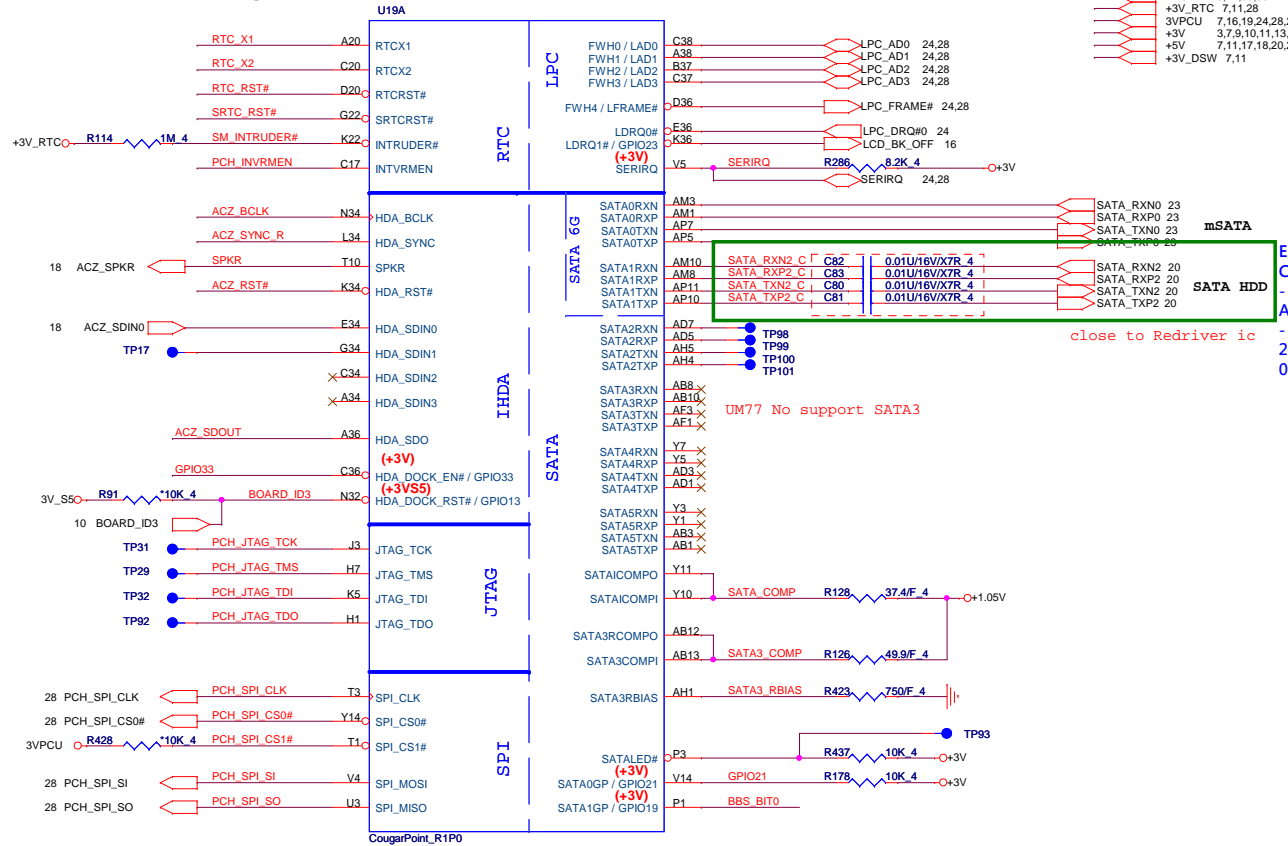 U19A
+3V_RTC 7,11,28
3VPCU 7,16,19,24,28,
+3V 3,7,9,10,11,13,
+5V 7,11,17,18,20,
+3V_DSW 7,11
RTC_X1 A20 RTCX1
RTC_X2 C20 RTCX2
RTC_RST# D20 RTCRST#
SRTC_RST# G22 SRTCRST#
+3V_RTC R114 1M_4 SM_INTRUDER# K22 INTRUDER#
PCH_INVRMEN C17 INTVRMEN
RTC
LPC
FWH0 / LAD0 C38 LPC_AD0 24,28
FWH1 / LAD1 A38 LPC_AD1 24,28
FWH2 / LAD2 B37 LPC_AD2 24,28
FWH3 / LAD3 C37 LPC_AD3 24,28
FWH4 / LFRAME# D36 LPC_FRAME# 24,28
LDRQ0# E36 LPC_DRQ#0 24
LDRQ1# / GPIO23 K36 LCD_BK_OFF 16
(+3V)
SERIRQ V5 SERIRQ R286 8.2K_4 +3V
SERIRQ 24,28
ACZ_BCLK N34 HDA_BCLK
ACZ_SYNC_R L34 HDA_SYNC
18 ACZ_SPKR SPKR T10 SPKR
ACZ_RST# K34 HDA_RST#
18 ACZ_SDIN0 E34 HDA_SDIN0
TP17 G34 HDA_SDIN1
C34 HDA_SDIN2
A34 HDA_SDIN3
ACZ_SDOUT A36 HDA_SDO
(+3V)
GPIO33 C36 HDA_DOCK_EN# / GPIO33
(+3VS5)
3V_S5 R91 *10K_4 BOARD_ID3 N32 HDA_DOCK_RST# / GPIO13
10 BOARD_ID3
IHDA
SATA 6G
SATA
SATA0RXN AM3 SATA_RXN0 23
SATA0RXP AM1 SATA_RXP0 23
SATA0TXN AP7 SATA_TXN0 23
SATA0TXP AP5 SATA_TXP0 23
mSATA
SATA1RXN AM10 SATA_RXN2_C C82 0.01U/16V/X7R_4 SATA_RXN2 20
SATA1RXP AM8 SATA_RXP2_C C83 0.01U/16V/X7R_4 SATA_RXP2 20
SATA1TXN AP11 SATA_TXN2_C C80 0.01U/16V/X7R_4 SATA_TXN2 20
SATA1TXP AP10 SATA_TXP2_C C81 0.01U/16V/X7R_4 SATA_TXP2 20
SATA HDD
close to Redriver ic
E
C
-
A
-
2
0
SATA2RXN AD7 TP98
SATA2RXP AD5 TP99
SATA2TXN AH5 TP100
SATA2TXP AH4 TP101
SATA3RXN AB8
SATA3RXP AB10
SATA3TXN AF3
SATA3TXP AF1
UM77 No support SATA3
SATA4RXN Y7
SATA4RXP Y5
SATA4TXN AD3
SATA4TXP AD1
SATA5RXN Y3
SATA5RXP Y1
SATA5TXN AB3
SATA5TXP AB1
TP31 PCH_JTAG_TCK J3 JTAG_TCK
TP29 PCH_JTAG_TMS H7 JTAG_TMS
TP32 PCH_JTAG_TDI K5 JTAG_TDI
TP92 PCH_JTAG_TDO H1 JTAG_TDO
JTAG
SATAICOMPO Y11
SATAICOMPI Y10 SATA_COMP R128 37.4/F_4 +1.05V
SATA3RCOMPO AB12
SATA3COMPI AB13 SATA3_COMP R126 49.9/F_4
SATA3RBIAS AH1 SATA3_RBIAS R423 750/F_4
28 PCH_SPI_CLK PCH_SPI_CLK T3 SPI_CLK
28 PCH_SPI_CS0# PCH_SPI_CS0# Y14 SPI_CS0#
3VPCU R428 *10K_4 PCH_SPI_CS1# T1 SPI_CS1#
28 PCH_SPI_SI PCH_SPI_SI V4 SPI_MOSI
28 PCH_SPI_SO PCH_SPI_SO U3 SPI_MISO
SPI
TP93
SATALED# P3 R437 10K_4 +3V
(+3V)
SATA0GP / GPIO21 V14 GPIO21 R178 10K_4 +3V
(+3V)
SATA1GP / GPIO19 P1 BBS_BIT0
CougarPoint_R1P0